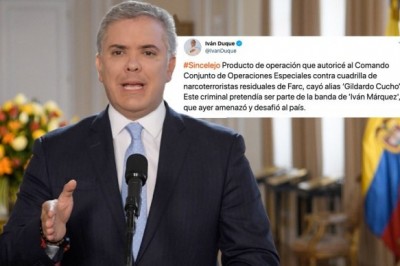 Iván Duque
@IvanDuque
#Sincelejo Producto de operación que autoricé al Comando
Conjunto de Operaciones Especiales contra cuadrilla de
narcoterroristas residuales de Farc, cayó alias 'Gildardo Cucho'.
Este criminal pretendía ser parte de la banda de 'Iván Márquez',
que ayer amenazó y desafió al país.